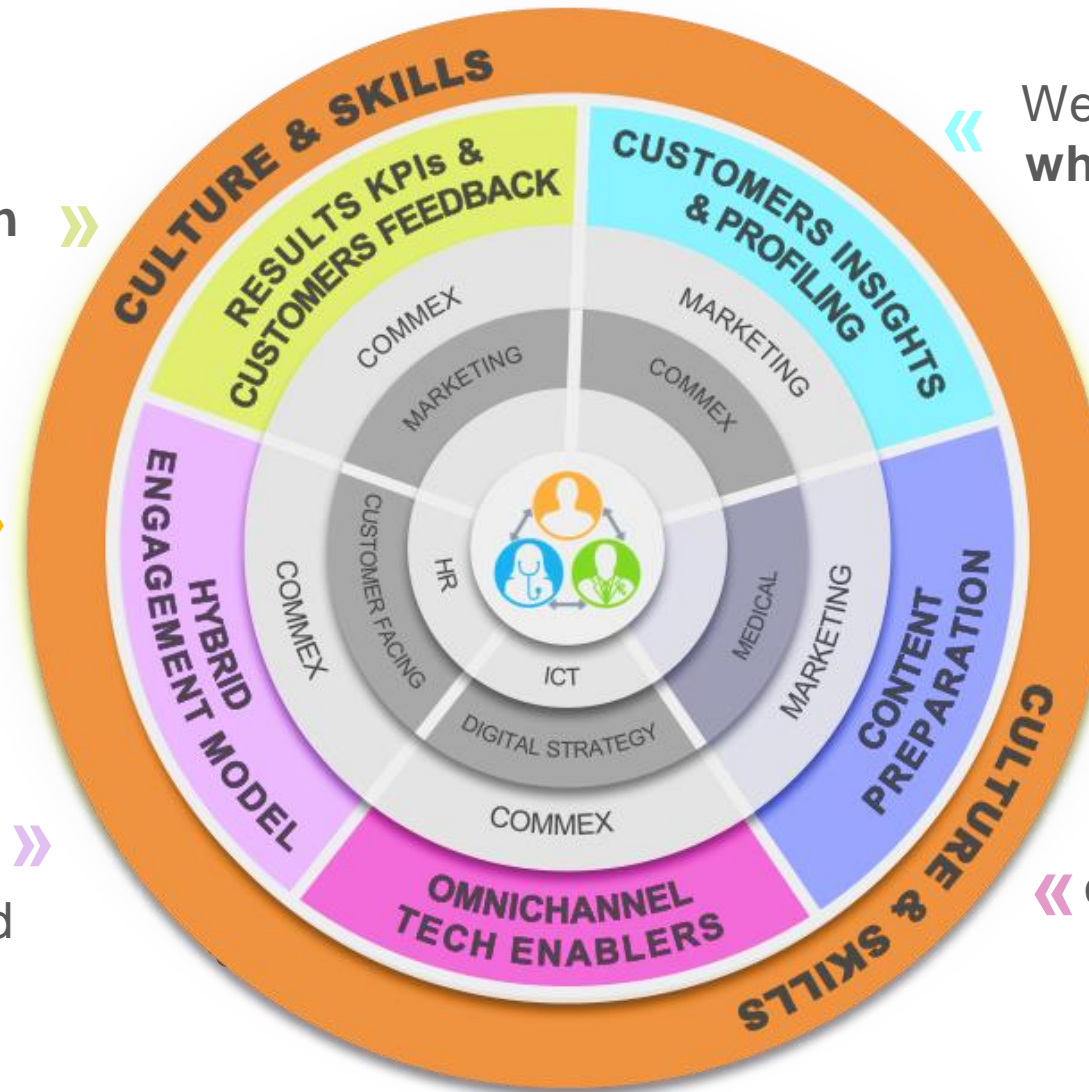 CULTURE & SKILLS
RESULTS KPIs &
CUSTOMERS FEEDBACK
COMMEX
MARKETING
CUSTOMERS INSIGHTS
& PROFILING
MARKETING
COMMEX
CONTENT
PREPARATION
MARKETING
MEDICAL
OMNICHANNEL
TECH ENABLERS
COMMEX
DIGITAL STRATEGY
ICT
HYBRID
ENGAGEMENT MODEL
COMMEX
CUSTOMER FACING
HR
CULTURE & SKILLS
»
«
We
wh
»
«